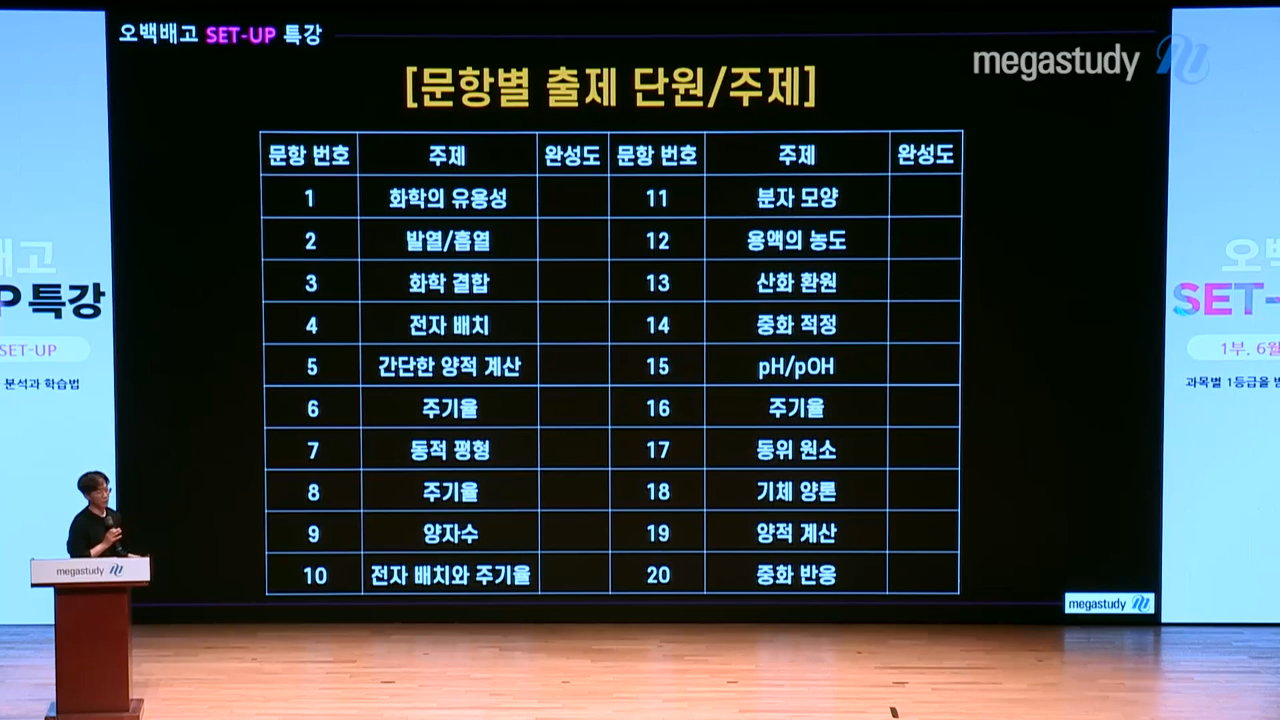 오백배고 SET-UP 특강
megastudy
[문항별 출제 단원/주제]
문항 번호 주제 완성도 문항 번호 주제 완성도
1 화학의 유용성 11 분자 모양
2 발열/흡열 12 용액의 농도
3 화학 결합 13 산화 환원
4 전자 배치 14 중화 적정
5 간단한 양적 계산 15 pH/pOH
6 주기율 16 주기율
7 동적 평형 17 동위 원소
8 주기율 18 기체 양론
9 양자수 19 양적 계산
10 전자 배치와 주기율 20 중화 반응
megastudy
배고
P 특강
SET-UP
분석과 학습법
오백
SET-
1부. 6월
과목별 1등급을
megastudy